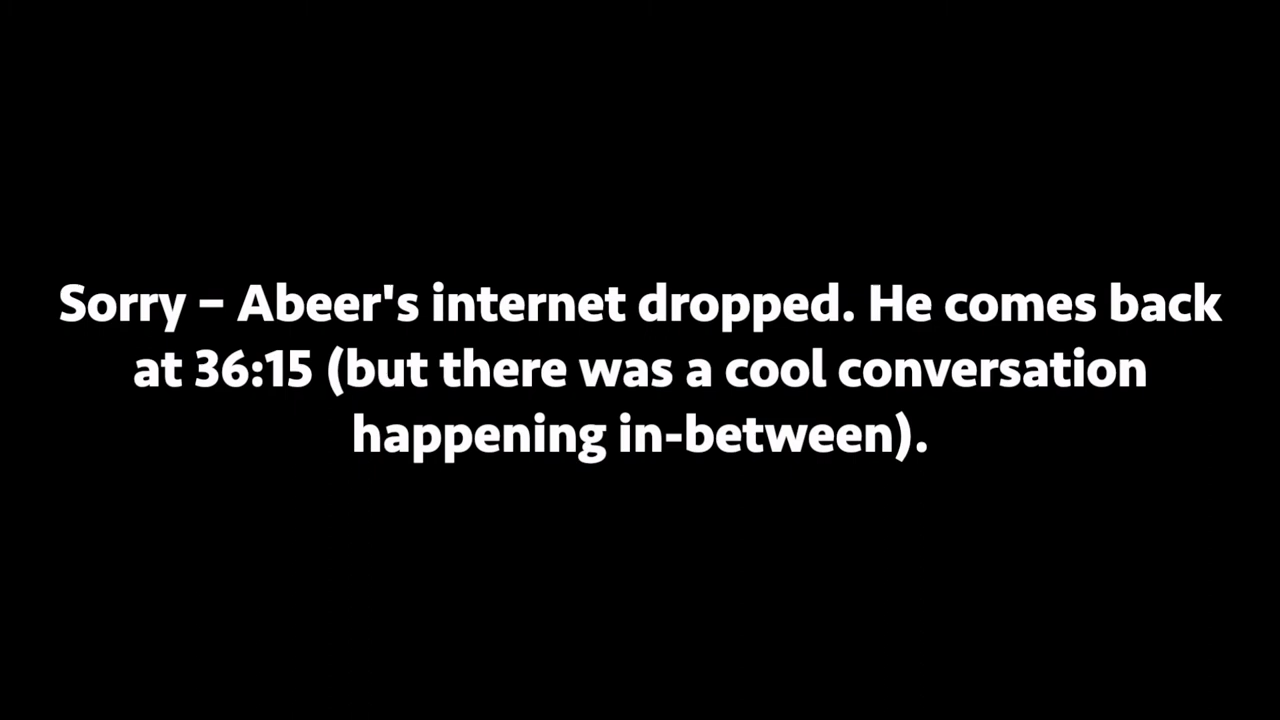 Sorry – Abeer's internet dropped. He comes back
at 36:15 (but there was a cool conversation
happening in-between).